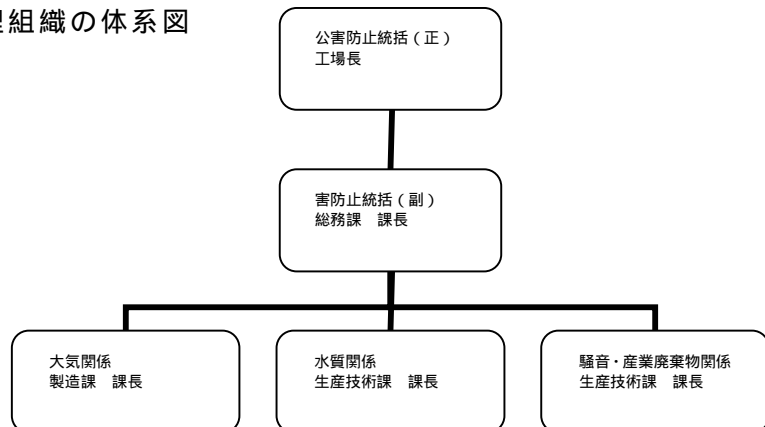 理組織の体系図
公害防止統括（正）
工場長
害防止統括（副）
総務課　課長
大気関係
製造課　課長
水質関係
生産技術課　課長
騒音・産業廃棄物関係
生産技術課　課長